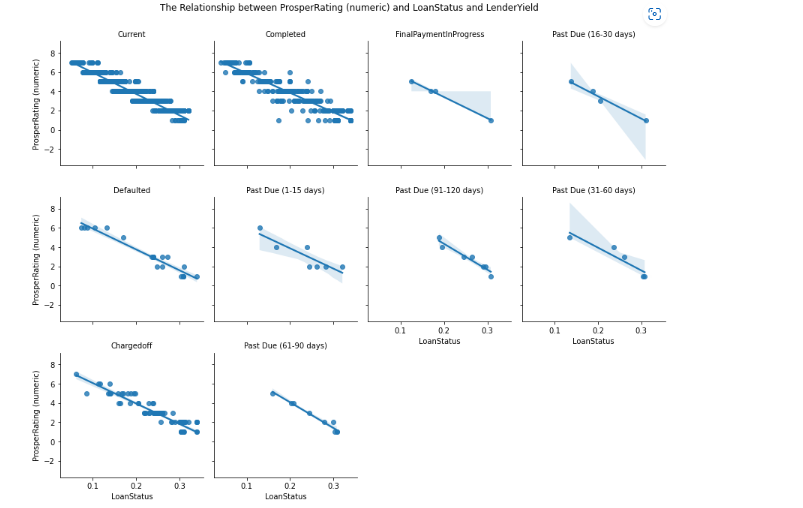 The Relationship between ProsperRating (numeric) and LoanStatus and LenderYield
Current
Completed
FinalPaymentInProgress
Past Due (16-30 days)
ProsperRating (numeric)
8
6
4
2
0
−2
Defaulted
Past Due (1-15 days)
Past Due (91-120 days)
Past Due (31-60 days)
ProsperRating (numeric)
8
6
4
2
0
−2
0.1 0.2 0.3
0.1 0.2 0.3
LoanStatus
LoanStatus
Chargedoff
Past Due (61-90 days)
ProsperRating (numeric)
8
6
4
2
0
−2
0.1 0.2 0.3
0.1 0.2 0.3
LoanStatus
LoanStatus